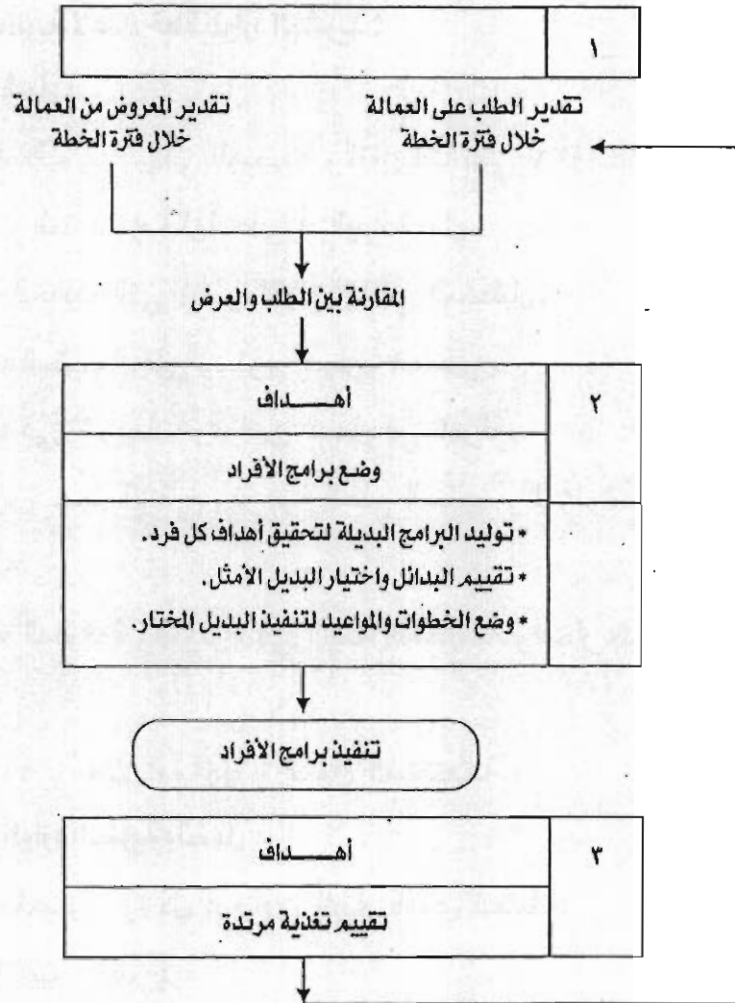 ١
تقدير الطلب على العمالة
خلال فترة الخطة
تقدير المعروض من العمالة
خلال فترة الخطة
المقارنة بين الطلب والعرض
٢
أهـــــداف
وضع برامج الأفراد
* توليد البرامج البديلة لتحقيق أهداف كل فرد.
* تقييم البدائل واختيار البديل الأمثل.
* وضع الخطوات والمواعيد لتنفيذ البديل المختار.
تنفيذ برامج الأفراد
٣
أهـــــداف
تقييم تغذية مرتدة